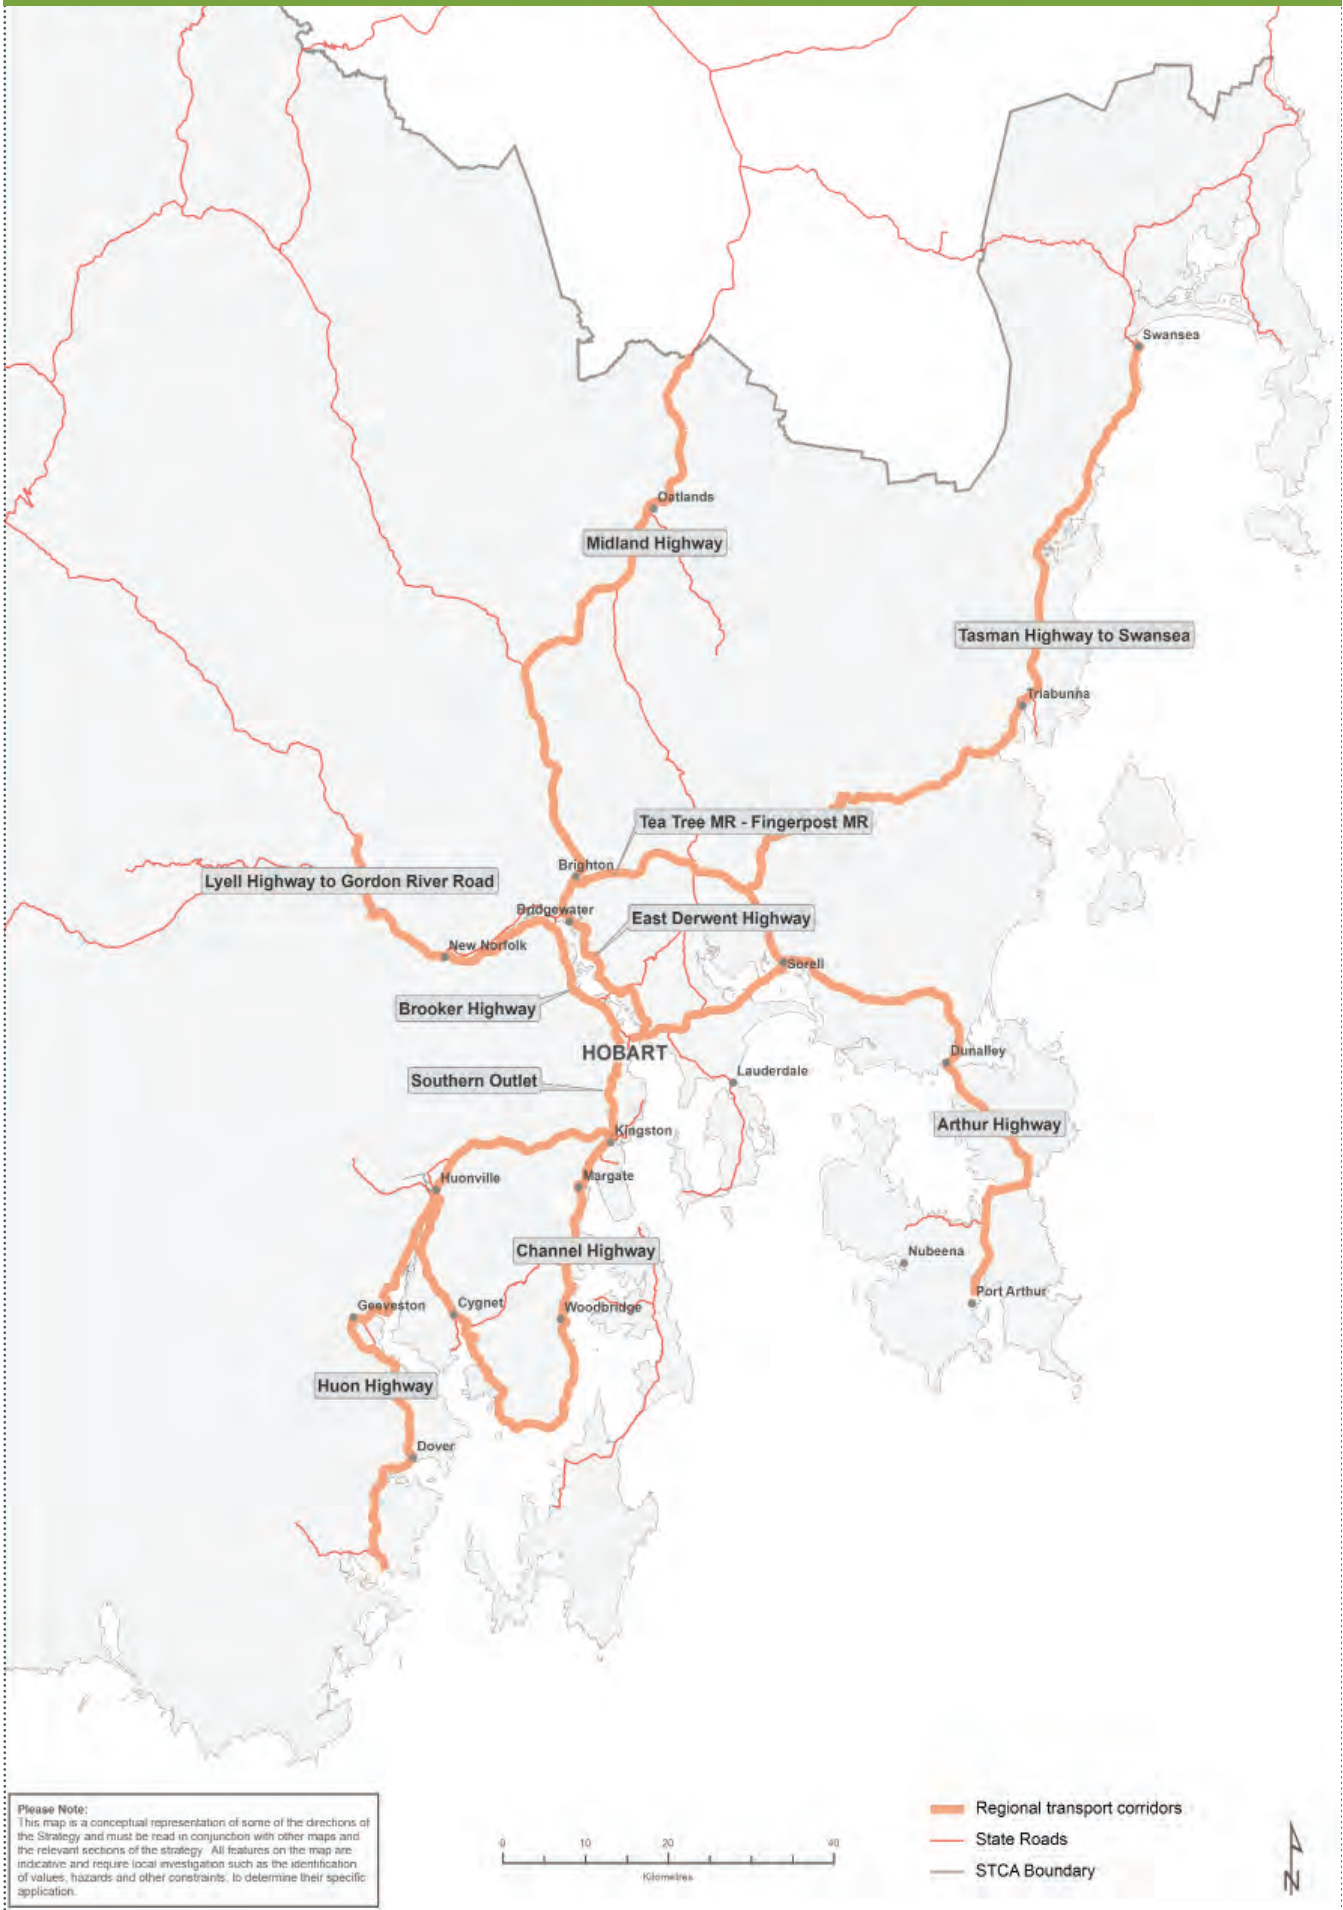 Swansea
Oatlands
Midland Highway
Tasman Highway to Swansea
Triabunna
Tea Tree MR - Fingerpost MR
Brighton
Lyell Highway to Gordon River Road
Bridgewater
East Derwent Highway
New Norfolk
Sorell
Brooker Highway
HOBART
Dunalley
Lauderdale
Southern Outlet
Arthur Highway
Kingston
Huonville
Margate
Channel Highway
Nubeena
Port Arthur
Geeveston
Cygnet
Woodbridge
Huon Highway
Dover
Please Note:
This map is a conceptual representation of some of the directions of
the Strategy and must be read in conjunction with other maps and
the relevant sections of the strategy. All features on the map are
indicative and require local investigation such as the identification
of values, hazards and other constraints, to determine their specific
application.
0 10 20 40
Kilometres
Regional transport corridors
State Roads
STCA Boundary
N